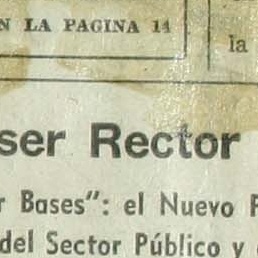 N LA PAGINA 14
la
ser Rector
r Bases": el Nuevo
del Sector Público y